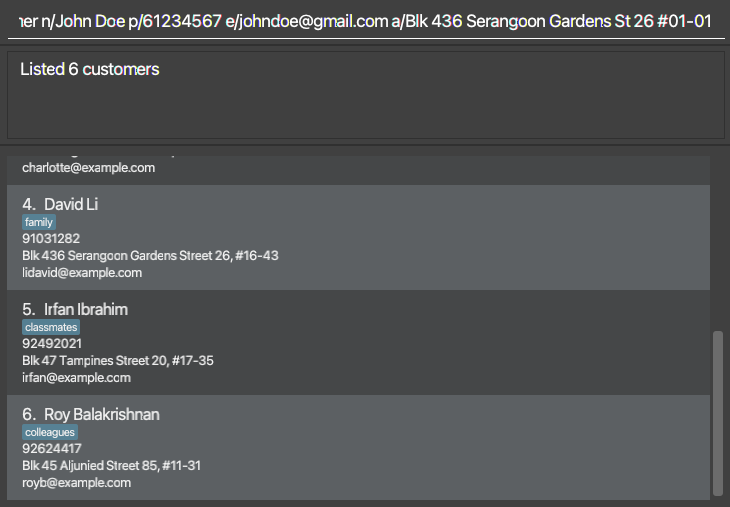 ner n/John Doe p/61234567 e/johndoe@gmail.com a/Blk 436 Serangoon Gardens St 26 #01-01
Listed 6 customers
charlotte@example.com
4. David Li
family
91031282
Blk 436 Serangoon Gardens Street 26, #16-43
lidavid@example.com
5. Irfan Ibrahim
classmates
92492021
Blk 47 Tampines Street 20, #17-35
irfan@example.com
6. Roy Balakrishnan
colleagues
92624417
Blk 45 Aljunied Street 85, #11-31
royb@example.com